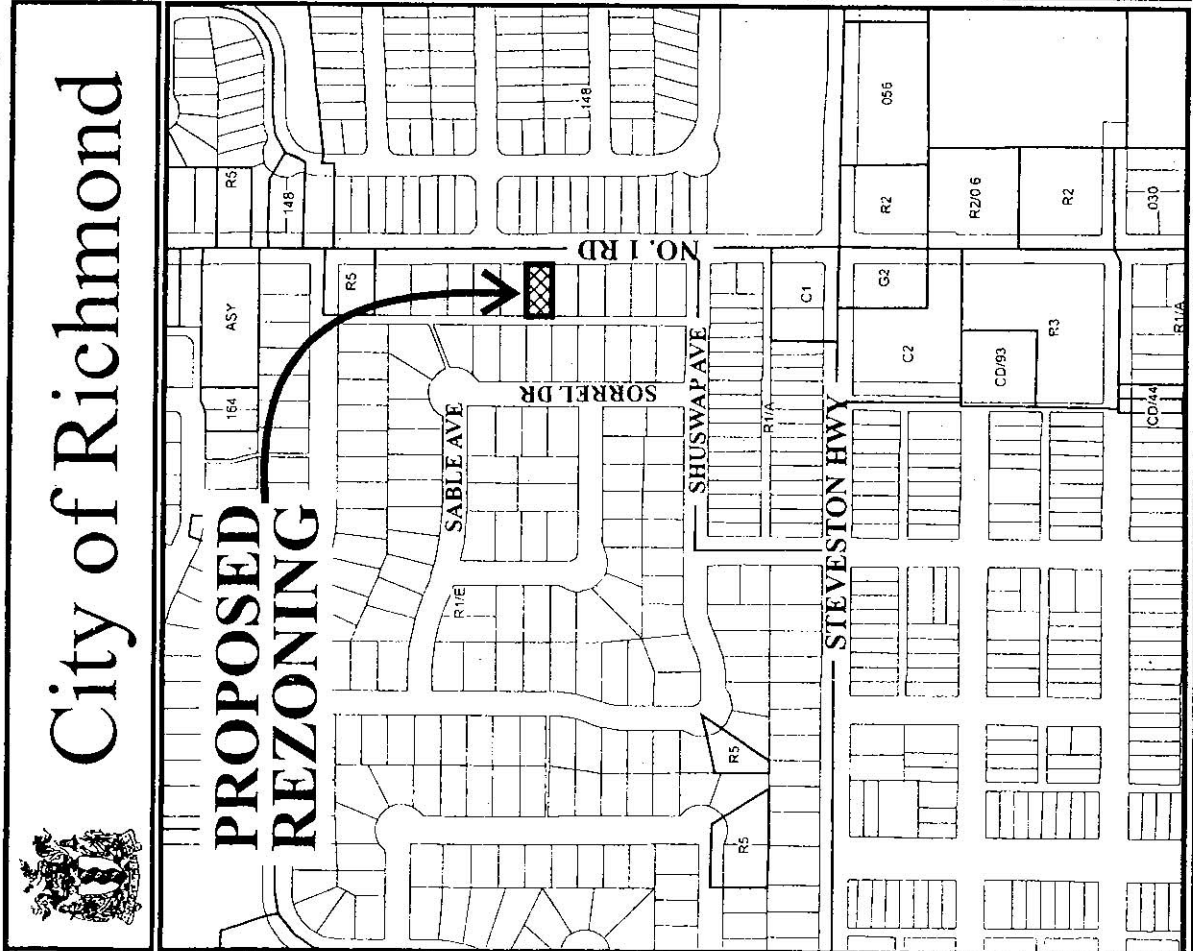 City of Richmond
PROPOSED
REZONING
R5
148
148
ASY
164
R5
NO. 1 RD
SABLE AVE
SORREL DR
R1/E
SHUSWAP AVE
R1/A
C1
STEVESTON HWY
R5
R5
056
R2
R2/0.6
R2
030
G2
C2
CD/93
R3
CD/44
R1/A